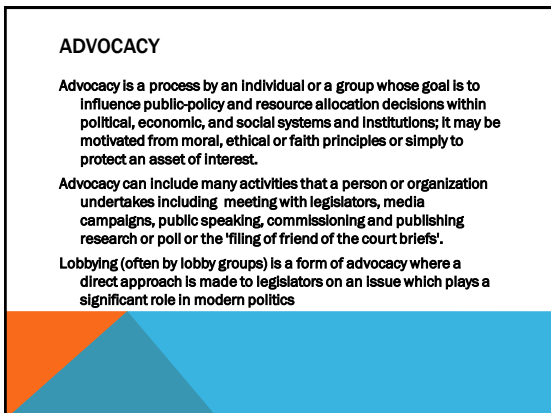 ADVOCACY
Advocacy is a process by an individual or a group whose goal is to
influence public-policy and resource allocation decisions within
political, economic, and social systems and institutions; it may be
motivated from moral, ethical or faith principles or simply to
protect an asset of interest.
Advocacy can include many activities that a person or organization
undertakes including  meeting with legislators, media
campaigns, public speaking, commissioning and publishing
research or poll or the 'filing of friend of the court briefs'.
Lobbying (often by lobby groups) is a form of advocacy where a
direct approach is made to legislators on an issue which plays a
significant role in modern politics